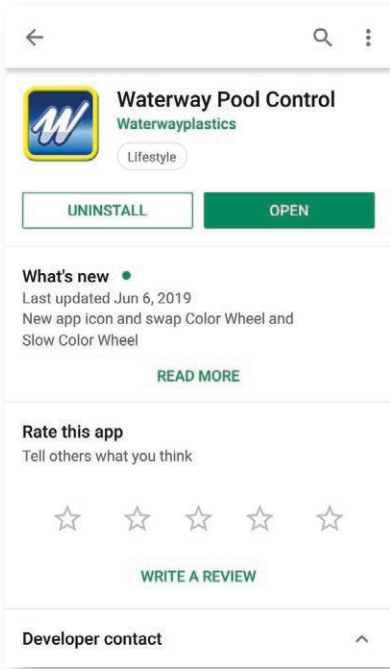 W
Waterway Pool Control
Waterwayplastics
Lifestyle
UNINSTALL
OPEN
What's new
Last updated Jun 6, 2019
New app icon and swap Color Wheel and
Slow Color Wheel
READ MORE
Rate this app
Tell others what you think
WRITE A REVIEW
Developer contact